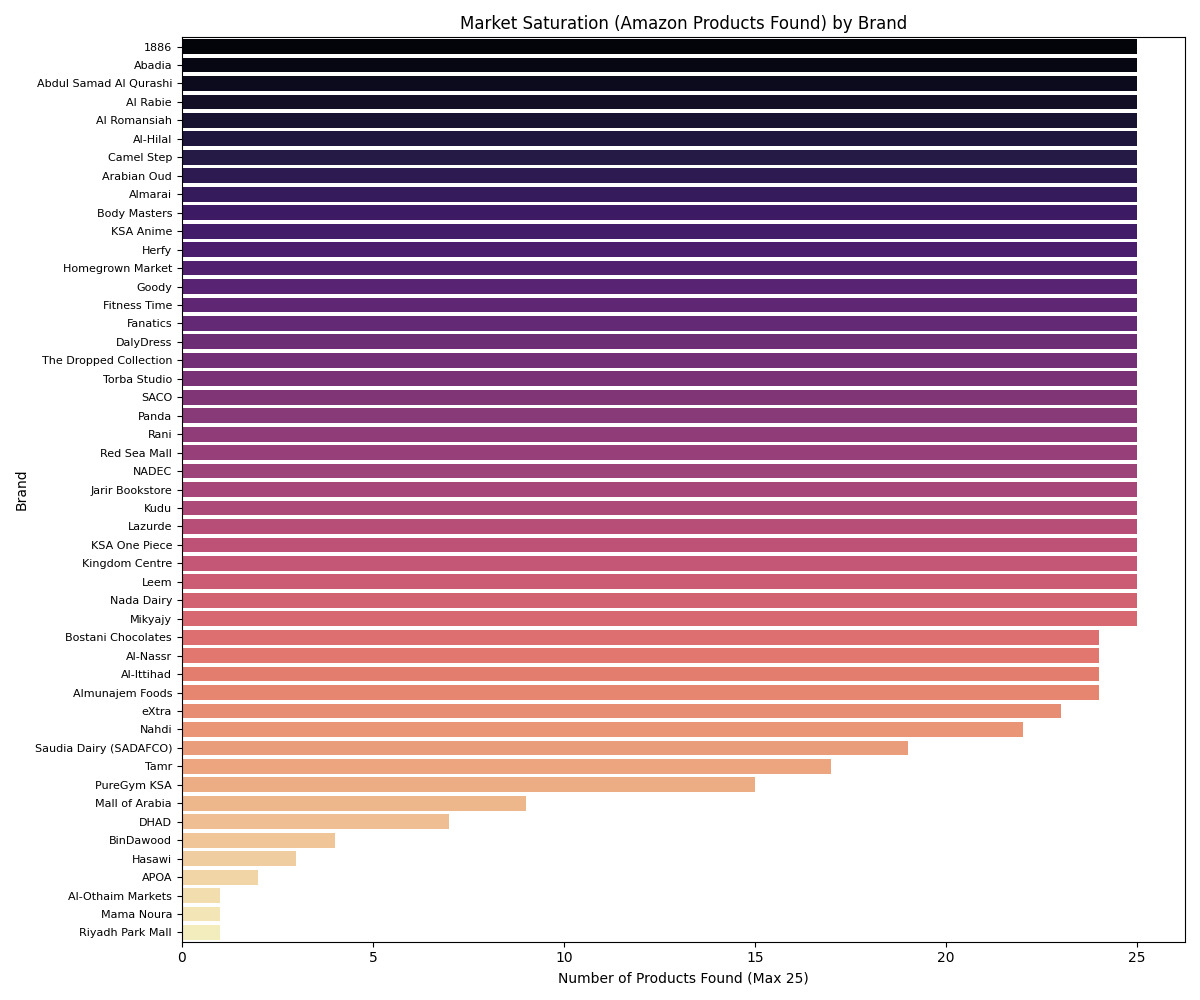 Market Saturation (Amazon Products Found) by Brand
1886
Abadia
Abdul Samad Al Qurashi
Al Rabie
Al Romansiah
Al-Hilal
Camel Step
Arabian Oud
Almarai
Body Masters
KSA Anime
Herfy
Homegrown Market
Goody
Fitness Time
Fanatics
DalyDress
The Dropped Collection
Torba Studio
SACO
Panda
Rani
Red Sea Mall
NADEC
Jarir Bookstore
Kudu
Lazurde
KSA One Piece
Kingdom Centre
Leem
Nada Dairy
Mikyajy
Bostani Chocolates
Al-Nassr
Al-Ittihad
Almunajem Foods
eXtra
Nahdi
Saudia Dairy (SADAFCO)
Tamr
PureGym KSA
Mall of Arabia
DHAD
BinDawood
Hasawi
APOA
Al-Othaim Markets
Mama Noura
Riyadh Park Mall
Brand
0 5 10 15 20 25
Number of Products Found (Max 25)